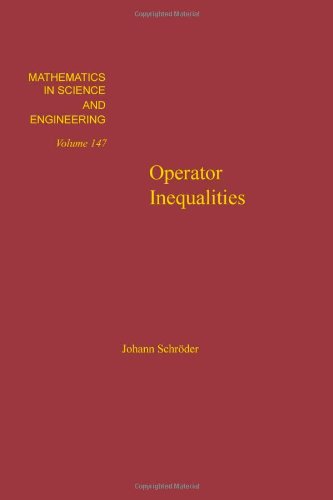 MATHEMATICS
IN SCIENCE
AND
ENGINEERING
Volume 147
Operator
Inequalities
Johann Schröder